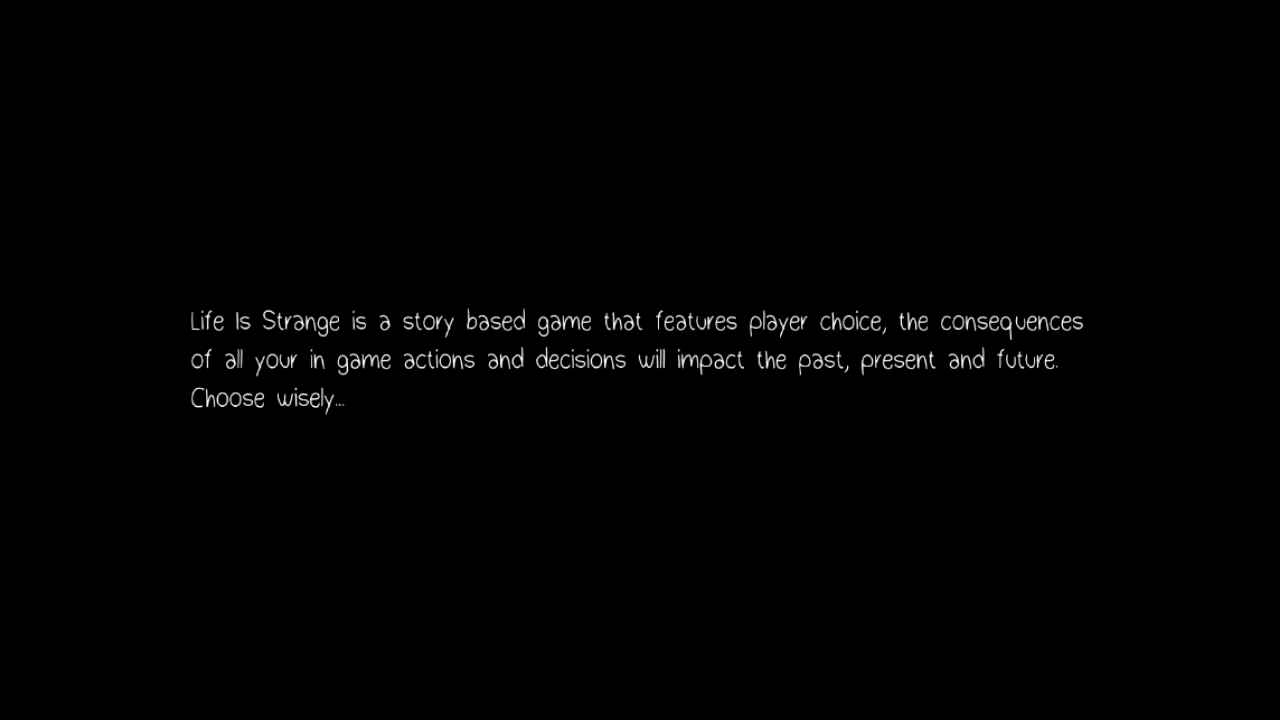 Life Is Strange is a story based game that features player choice, the consequences
of all your in game actions and decisions will impact the past, present and future.
Choose wisely...